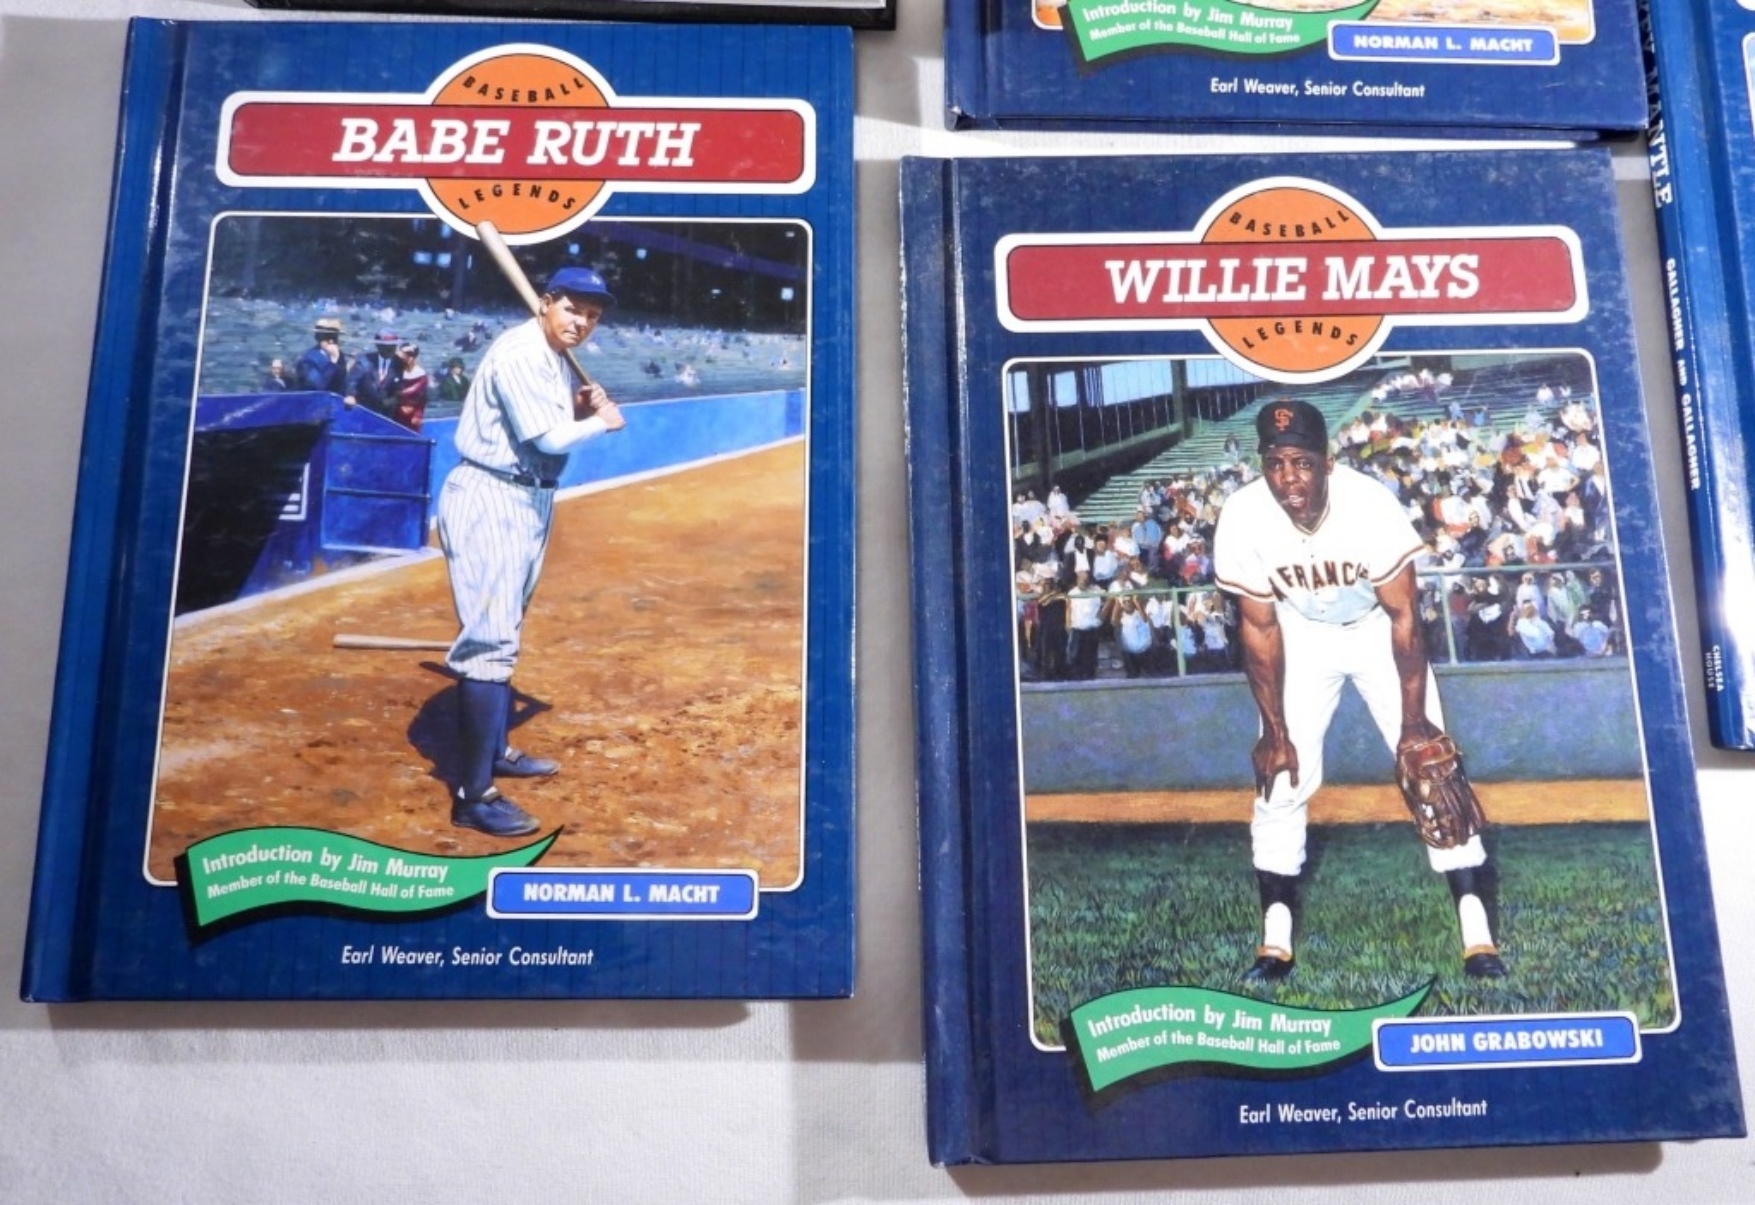 BASEBALL
BABE RUTH
LEGENDS
Introduction by Jim Murray
Member of the Baseball Hall of Fame
NORMAN L. MACHT
Earl Weaver, Senior Consultant
Introduction by Jim Murray
Member of the Baseball Hall of Fame
NORMAN L. MACHT
Earl Weaver, Senior Consultant
BASEBALL
WILLIE MAYS
LEGENDS
SF
FRANCI
Introduction by Jim Murray
Member of the Baseball Hall of Fame
JOHN GRABOWSKI
Earl Weaver, Senior Consultant
MANTLE
GALLAGHER AND GALLAGHER
CHELSEA
HOUSE